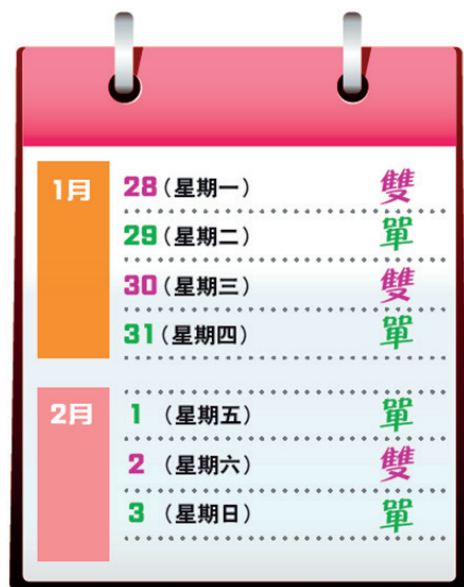 1月 28 (星期一) 雙
29 (星期二) 單
30 (星期三) 雙
31 (星期四) 單
2月 1 (星期五) 單
2 (星期六) 雙
3 (星期日) 單